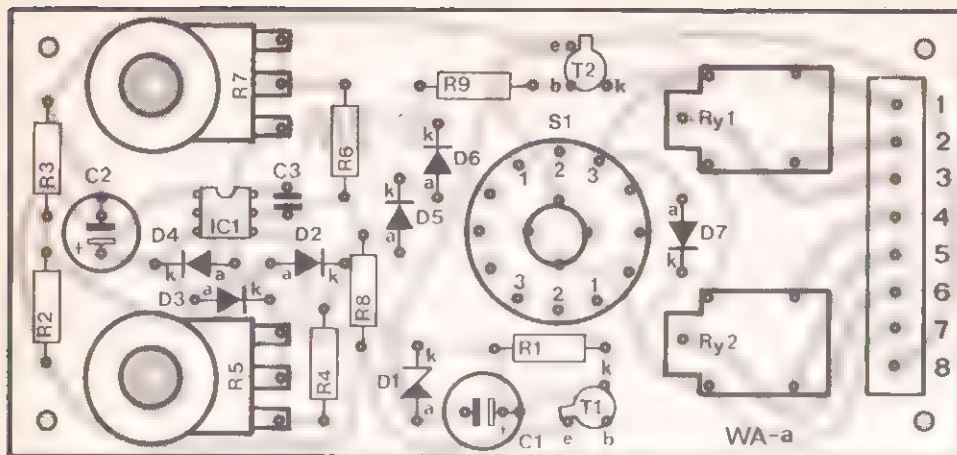 R7
e
T2
b
k
R9
S1
Ry1
1
2
3
4
5
6
7
8
R3
C2
+
R6
C3
IC1
k
D6
a
k
D5
a
1
2
3
3
2
1
a
D7
k
D4
k
a
D2
a
k
D3
a
k
R2
R5
R4
R8
k
D1
a
R1
+
C1
k
T1
e
b
Ry2
WA-a